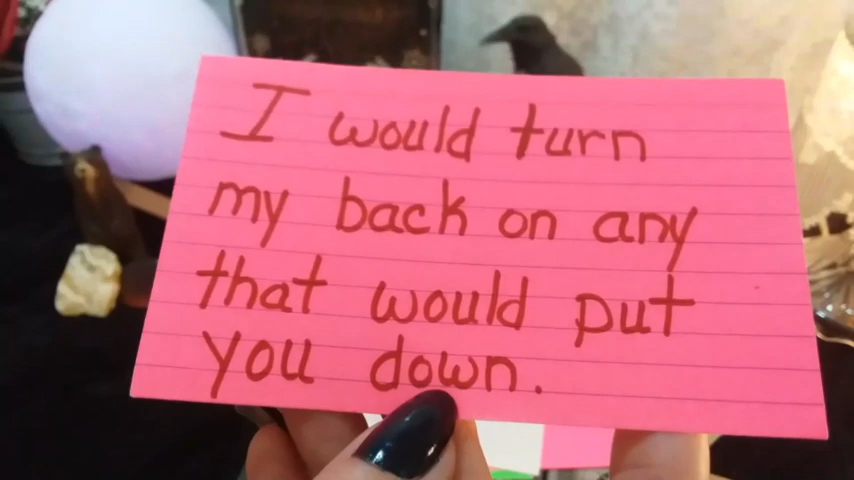 I would turn
my back on any
that would put
you down.